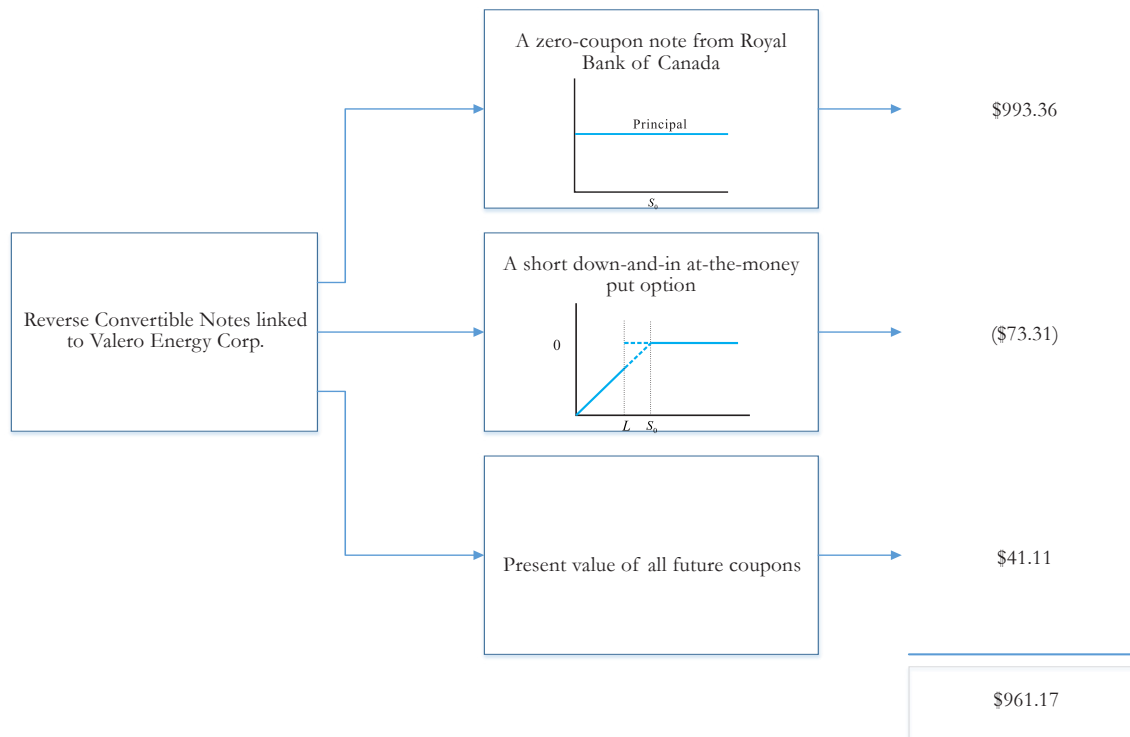 A zero-coupon note from Royal
Bank of Canada
Principal
S₀
$993.36
Reverse Convertible Notes linked
to Valero Energy Corp.
A short down-and-in at-the-money
put option
0
L S₀
($73.31)
Present value of all future coupons
$41.11
$961.17